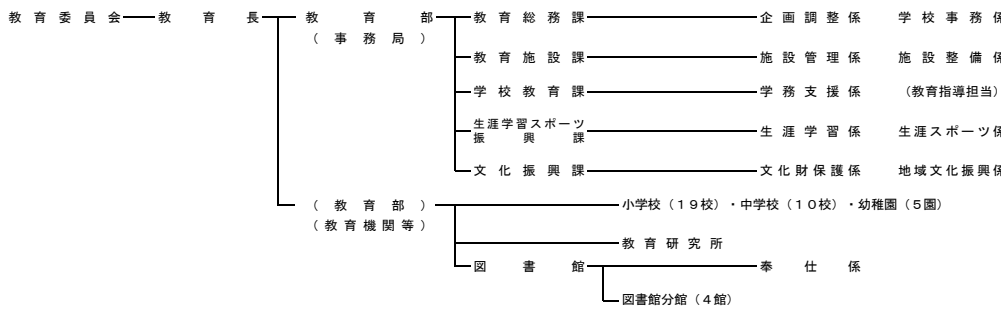 教育委員会 教育長 教育部 教育総務課 企画調整係 学校事務係
（事務局）
教育施設課 施設管理係 施設整備係
学校教育課 学務支援係 （教育指導担当）
生涯学習スポーツ
振興課 生涯学習係 生涯スポーツ係
文化振興課 文化財保護係 地域文化振興係
（教育部） 小学校（１９校）・中学校（１０校）・幼稚園（５園）
（教育機関等）
教育研究所
図書館 奉仕係
図書館分館（４館）